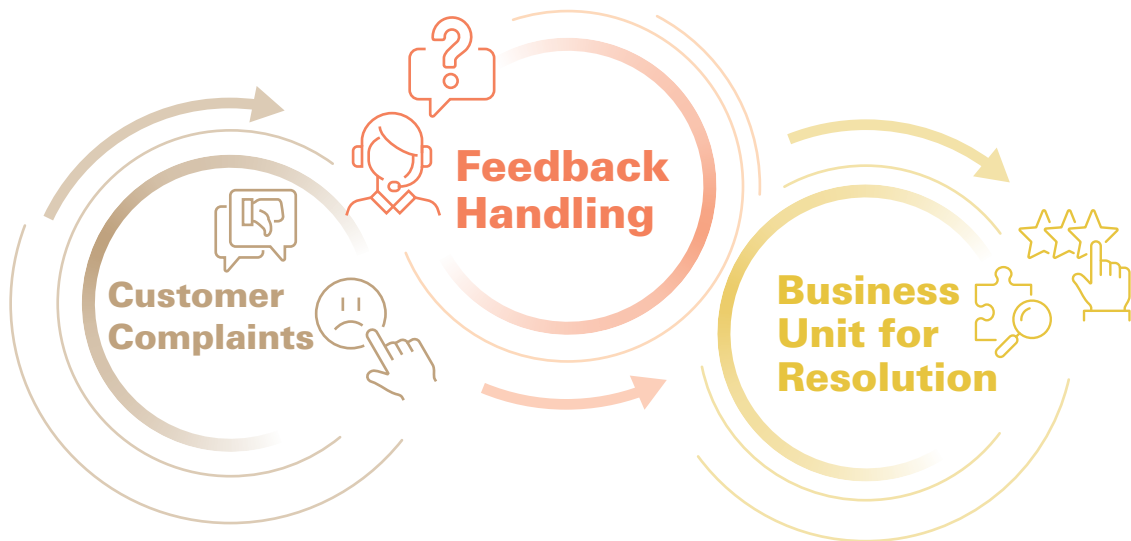 Customer
Complaints
Feedback
Handling
Business
Unit for
Resolution